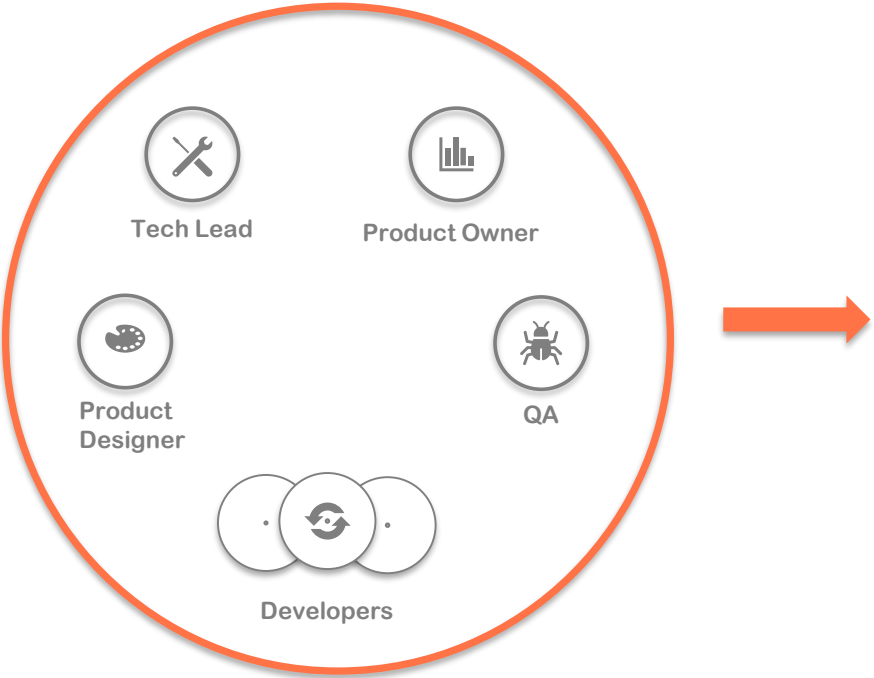 Tech Lead
Product Owner
Product
Designer
QA
Developers